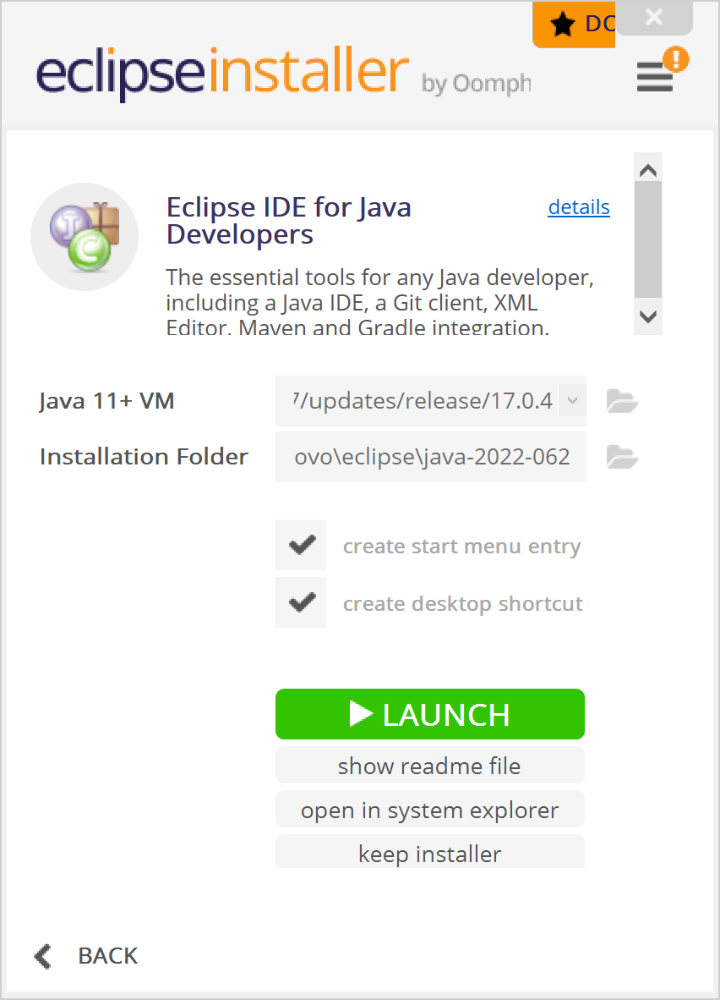 DO
eclipseinstaller by Oomph
Eclipse IDE for Java
Developers
details
The essential tools for any Java developer,
including a Java IDE, a Git client, XML
Editor, Maven and Gradle integration.
Java 11+ VM
7/updates/release/17.0.4
Installation Folder
ovo\eclipse\java-2022-062
create start menu entry
create desktop shortcut
LAUNCH
show readme file
open in system explorer
keep installer
BACK